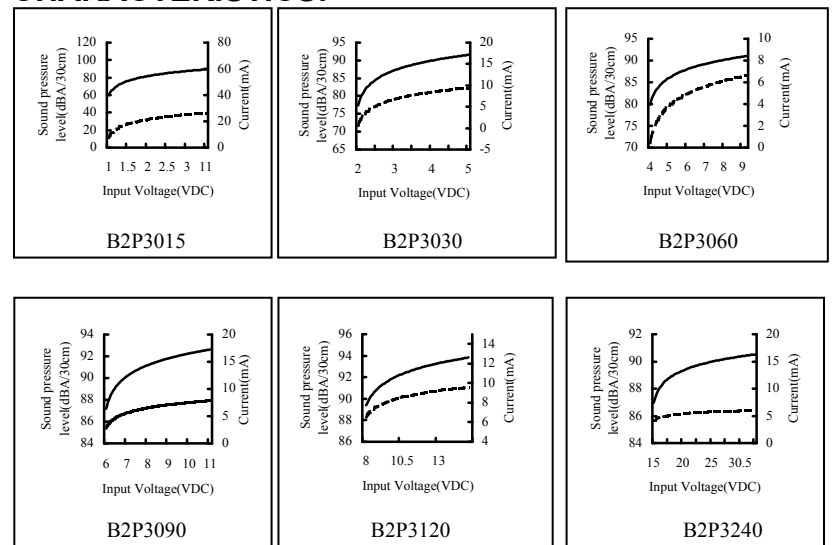 CHARACTERISTICS:
Sound pressure
level(dBA/30cm)
120
100
80
60
40
20
0
80
60
40
20
0
Current(mA)
1 1.5 2 2.5 3 11
Input Voltage(VDC)
B2P3015
Sound pressure
level(dBA/30cm)
95
90
85
80
75
70
65
20
15
10
5
0
-5
Current(mA)
2 3 4 5
Input Voltage(VDC)
B2P3030
Sound pressure
level(dBA/30cm)
95
90
85
80
75
70
10
8
6
4
2
0
Current(mA)
4 5 6 7 8 9
Input Voltage(VDC)
B2P3060
Sound pressure
level(dBA/30cm)
94
92
90
88
86
84
20
15
10
5
0
Current(mA)
6 7 8 9 10 11
Input Voltage(VDC)
B2P3090
Sound pressure
level(dBA/30cm)
96
94
92
90
88
86
14
12
10
8
6
4
Current(mA)
8 10.5 13
Input Voltage(VDC)
B2P3120
Sound pressure
level(dBA/30cm)
92
90
88
86
84
20
15
10
5
0
Current(mA)
15 20 25 30.5
Input Voltage(VDC)
B2P3240